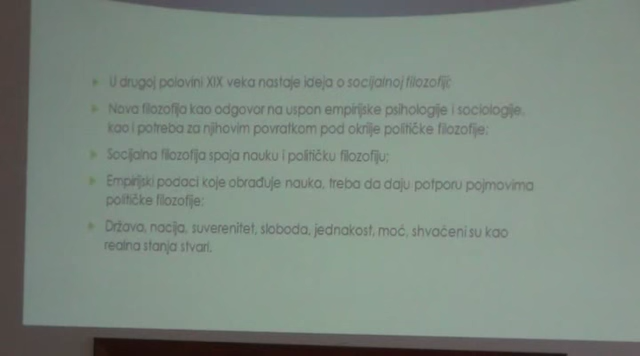 U drugoj polovini XIX veka nastaje ideja o socijalnoj filozofiji;
Nova filozofija kao odgovor na uspon empirijske psihologije i sociologije,
kao i potreba za njihovim povratkom pod okrilje političke filozofije;
Socijalna filozofija spaja nauku i političku filozofiju;
Empirijski podaci koje obrađuje nauka, treba da daju potporu pojmovima
političke filozofije;
Država, nacija, suverenitet, sloboda, jednakost, moć, shvaćeni su kao
realna stanja stvari.